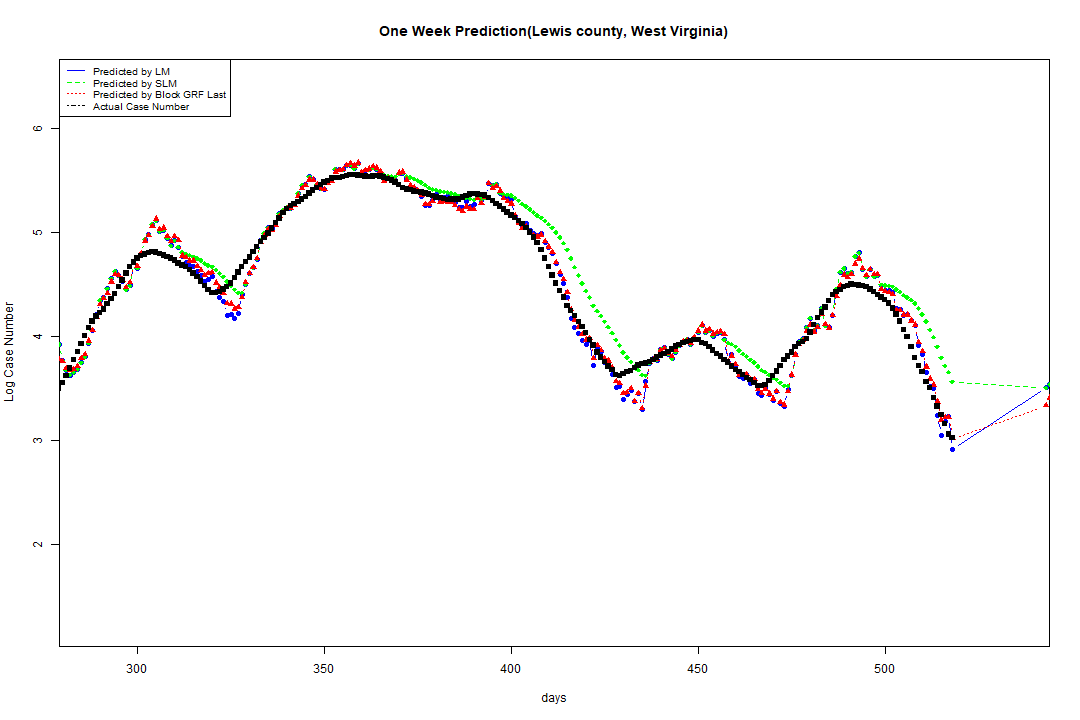 One Week Prediction(Lewis county, West Virginia)
Predicted by LM
Predicted by SLM
Predicted by Block GRF Last
Actual Case Number
6
5
4
3
2
Log Case Number
300 350 400 450 500
days